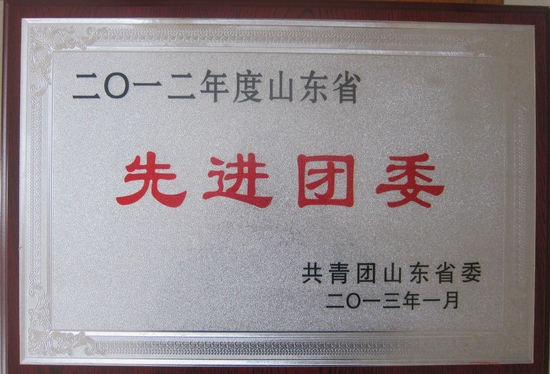 二〇一二年度山东省
先进团委
共青团山东省委
二〇一三年一月